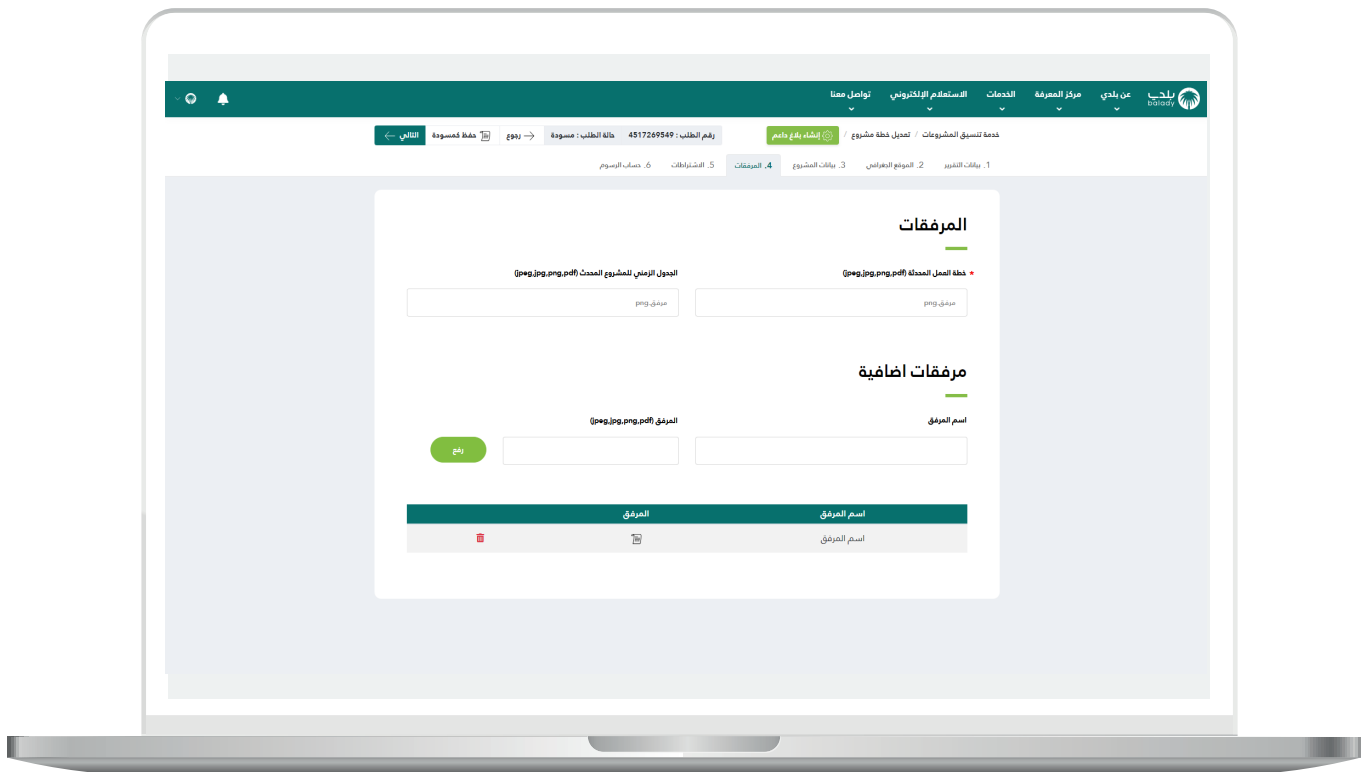 بلدي
balady
عن بلدي
مركز المعرفة
الخدمات
الاستعلام الإلكتروني
تواصل معنا
خدمة تنسيق المشروعات / تعديل خطة مشروع /
إنشاء بلاغ داعم
رقم الطلب : 4517269549
حالة الطلب : مسودة
رجوع
حفظ كمسودة
التالي
1. بيانات التقرير
2. الموقع الجغرافي
3. بيانات المشروع
4. المرفقات
5. الاشتراطات
6. حساب الرسوم
المرفقات
* خطة العمل المحدثة (jpeg,jpg,png,pdf)
الجدول الزمني للمشروع المحدث (jpeg,jpg,png,pdf)
مرفق.png
مرفق.png
مرفقات اضافية
اسم المرفق
المرفق (jpeg,jpg,png,pdf)
رفع
اسم المرفق
المرفق
اسم المرفق